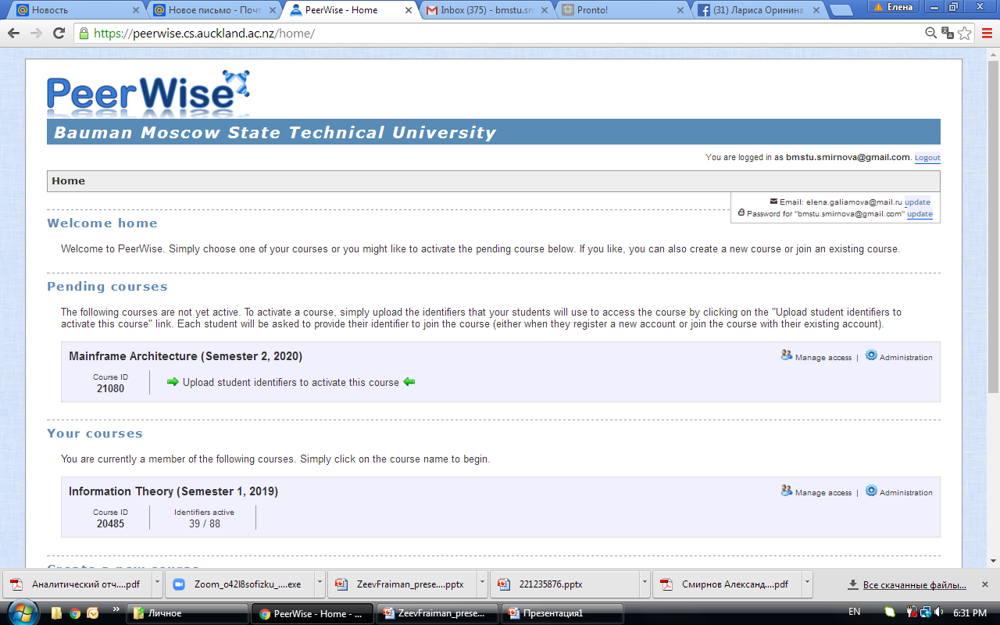 Новость
Новое письмо - Почт
PeerWise - Home
Inbox (375) - bmstu.sm
Pronto!
(31) Лариса Оринина
Елена
https://peerwise.cs.auckland.ac.nz/home/
PeerWise
Bauman Moscow State Technical University
You are logged in as bmstu.smirnova@gmail.com. Logout
Home
Email: elena.galiamova@mail.ru update
Password for "bmstu.smirnova@gmail.com" update
Welcome home
Welcome to PeerWise. Simply choose one of your courses or you might like to activate the pending course below. If you like, you can also create a new course or join an existing course.
Pending courses
The following courses are not yet active. To activate a course, simply upload the identifiers that your students will use to access the course by clicking on the "Upload student identifiers to
activate this course" link. Each student will be asked to provide their identifier to join the course (either when they register a new account or join the course with their existing account).
Mainframe Architecture (Semester 2, 2020)
Manage access | Administration
Course ID
21080
Upload student identifiers to activate this course
Your courses
You are currently a member of the following courses. Simply click on the course name to begin.
Information Theory (Semester 1, 2019)
Manage access | Administration
Course ID
20485
Identifiers active
39 / 88
Create a new course
Аналитический отч....pdf
Zoom_o42l8sofizku_....exe
ZeevFraiman_prese....pptx
221235876.pptx
Смирнов Александ....pdf
Все скачанные файлы...
Личное
PeerWise - Home - ...
ZeevFraiman_prese...
Презентация1
EN
6:31 PM